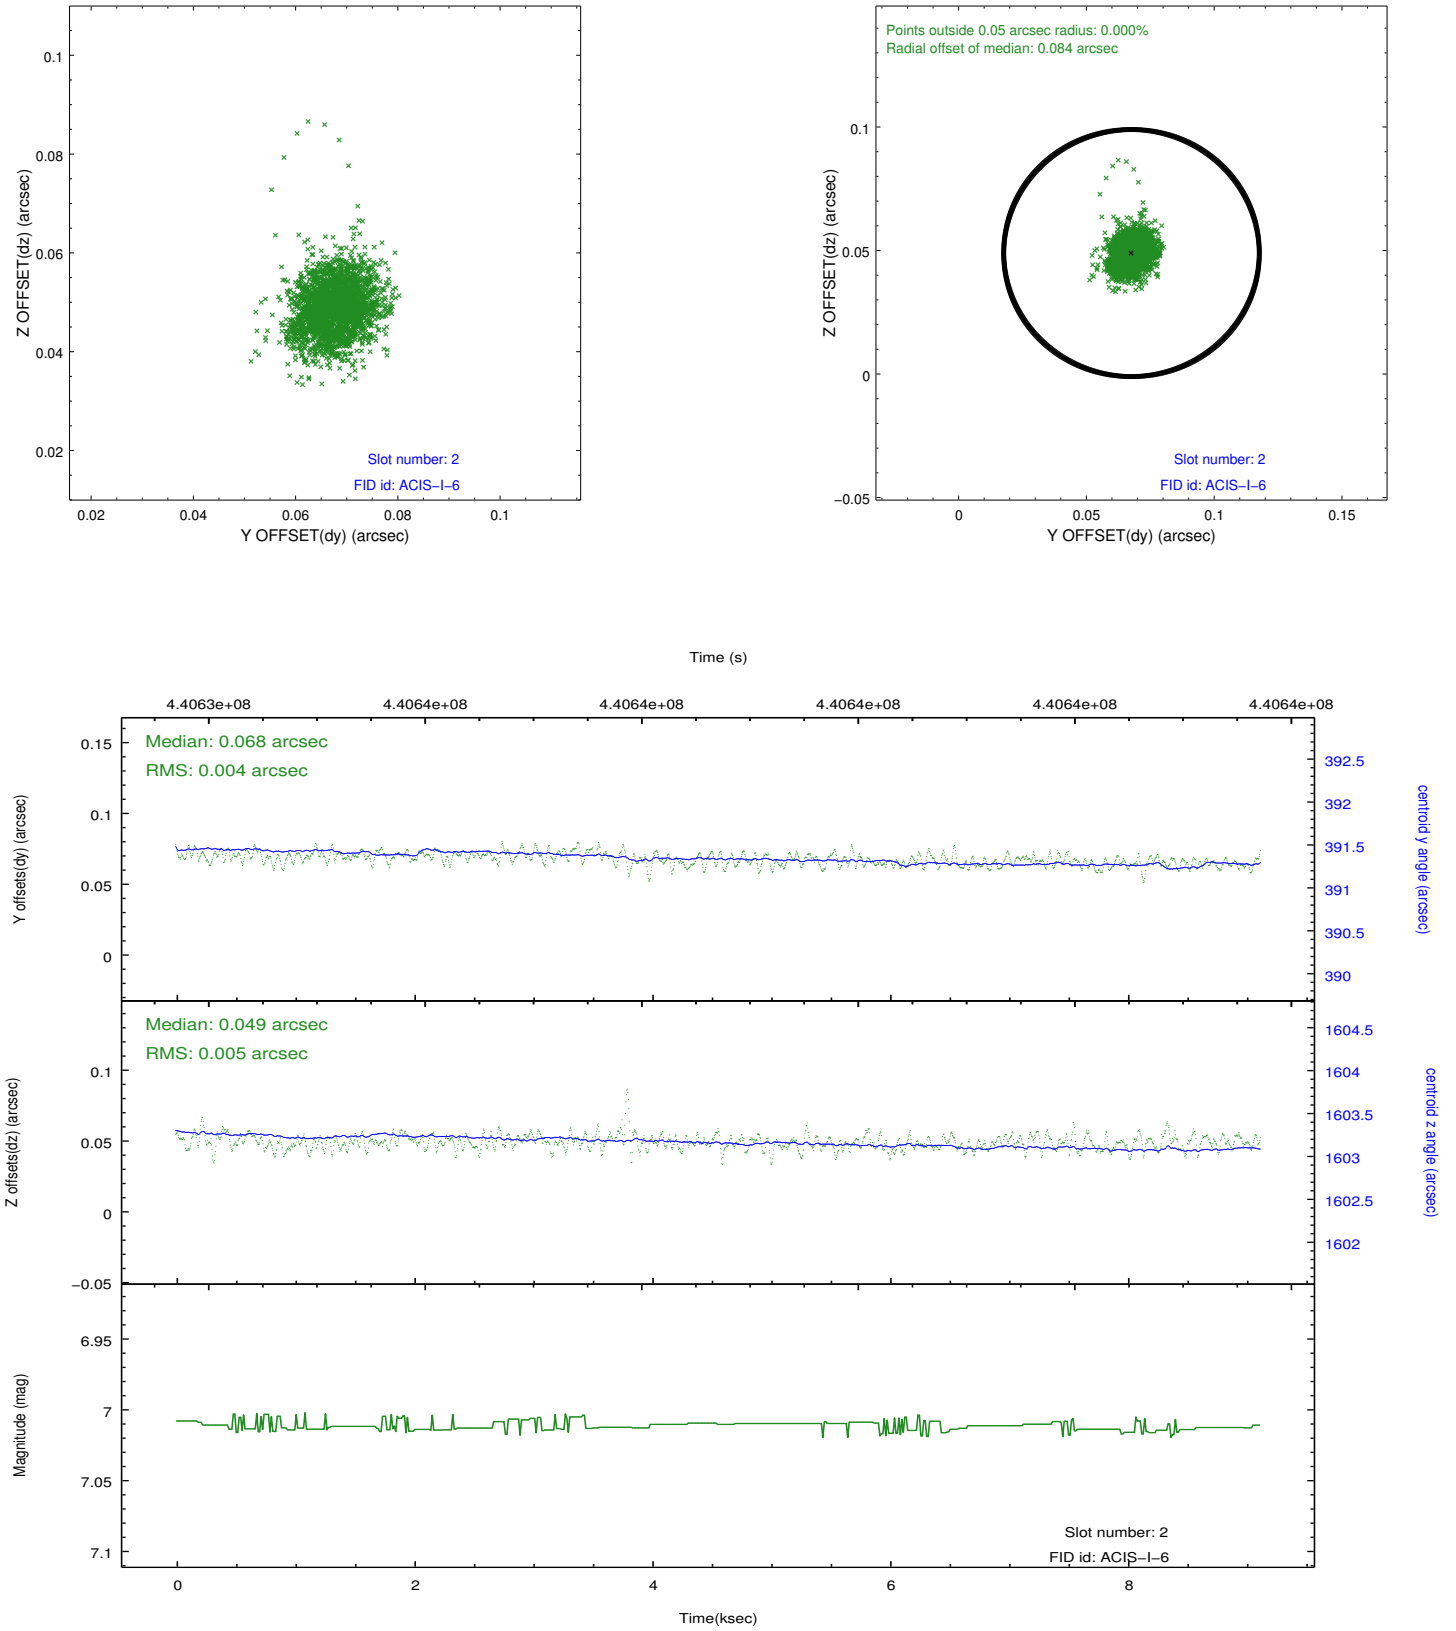 0.1
0.08
0.06
0.04
0.02
Z OFFSET(dz) (arcsec)
Slot number: 2
FID id: ACIS−I−6
0.02 0.04 0.06 0.08 0.1
Y OFFSET(dy) (arcsec)
Points outside 0.05 arcsec radius: 0.000%
Radial offset of median: 0.084 arcsec
0.1
0.05
0
−0.05
Z OFFSET(dz) (arcsec)
Slot number: 2
FID id: ACIS−I−6
0 0.05 0.1 0.15
Y OFFSET(dy) (arcsec)
Time (s)
4.4063e+08 4.4064e+08 4.4064e+08 4.4064e+08 4.4064e+08 4.4064e+08
Median: 0.068 arcsec
RMS: 0.004 arcsec
0.15
0.1
0.05
0
Y offsets(dy) (arcsec)
392.5
392
391.5
391
390.5
390
centroid y angle (arcsec)
Median: 0.049 arcsec
RMS: 0.005 arcsec
0.1
0.05
0
−0.05
Z offsets(dz) (arcsec)
1604.5
1604
1603.5
1603
1602.5
1602
centroid z angle (arcsec)
6.95
7
7.05
7.1
Magnitude (mag)
Slot number: 2
FID id: ACIS−I−6
0 2 4 6 8
Time(ksec)